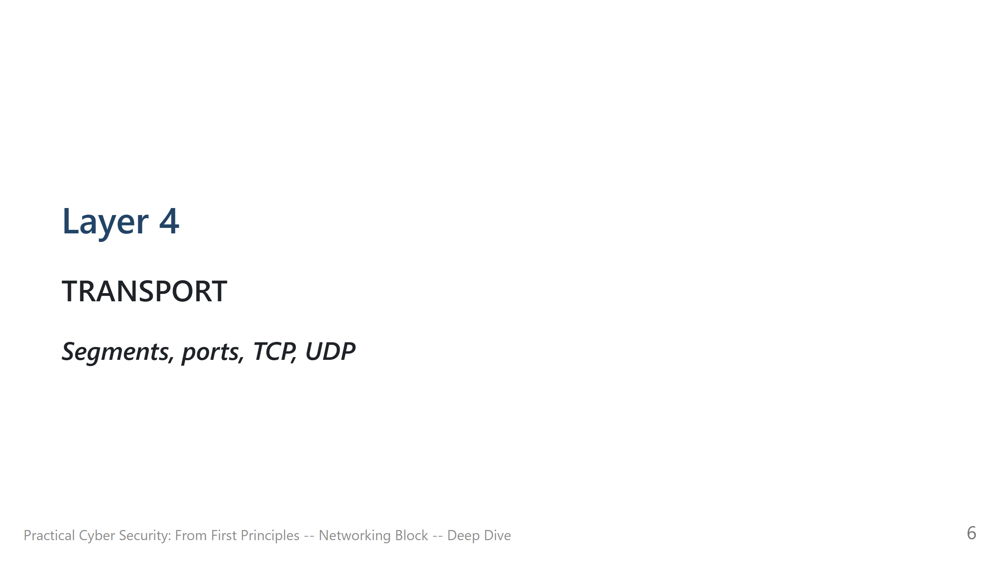 Layer 4
TRANSPORT
Segments, ports, TCP, UDP
Practical Cyber Security: From First Principles -- Networking Block -- Deep Dive
6